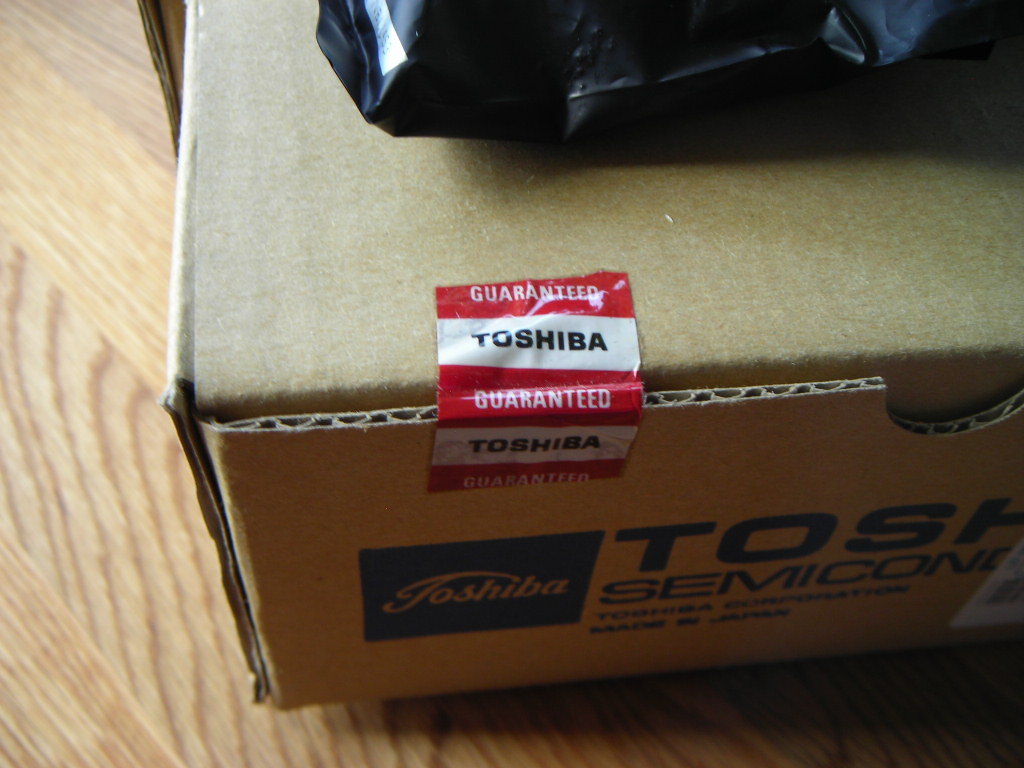 GUARANTEED
TOSHIBA
GUARANTEED
TOSHIBA
GUARANTEED
Toshiba
TOSH
SEMICOND
TOSHIBA CORPORATION
MADE IN JAPAN